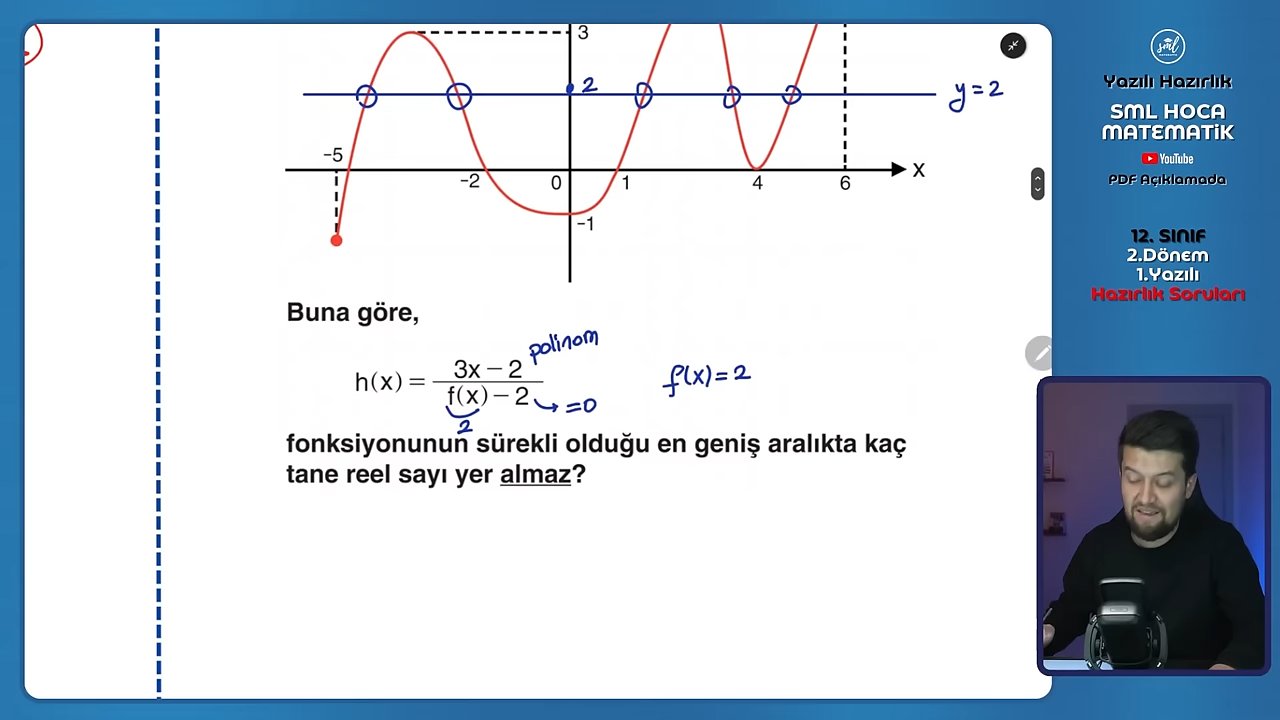 3
2
y=2
-5
x
-2
0
1
4
6
-1
Buna göre,
polinom
h(x) = 3x – 2
f(x) – 2
=0
2
f(x)=2
fonksiyonunun sürekli olduğu en geniş aralıkta kaç
tane reel sayı yer almaz?
sml
Yazılı Hazırlık
SML HOCA
MATEMATİK
YouTube
PDF Açıklamada
12. SINIF
2.Dönem
1.Yazılı
Hazırlık Soruları